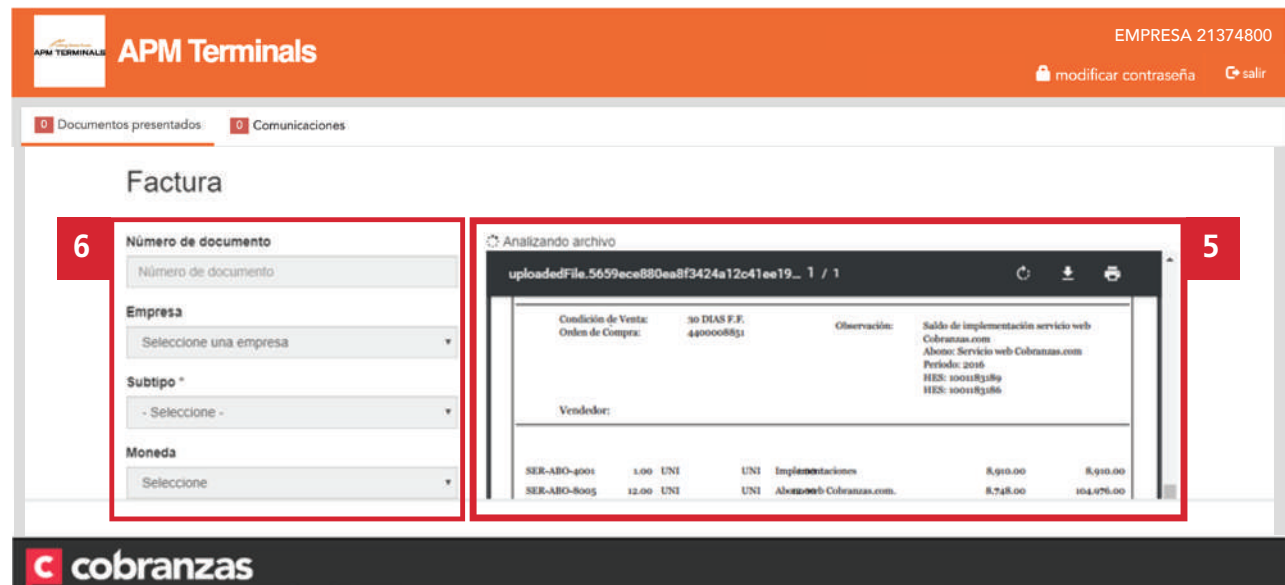 APM TERMINALS
APM Terminals
EMPRESA 21374800
modificar contraseña salir
0 Documentos presentados 0 Comunicaciones
Factura
6
Número de documento
Número de documento
Empresa
Seleccione una empresa
Subtipo *
- Seleccione -
Moneda
Seleccione
Analizando archivo
5
uploadedFile.5659ece880ea8f3424a12c41ee19... 1 / 1
Condición de Venta: 30 DIAS F.F.
Orden de Compra: 4400008851
Observación: Saldo de implementación servicio web
Cobranzas.com
Abono: Servicio web Cobranzas.com
Periodo: 2016
HES: 1001183189
HES: 1001183186
Vendedor:
SER-ABO-4001 1.00 UNI UNI Implementaciones 8,910.00 8,910.00
SER-ABO-8005 12.00 UNI UNI Cobranzas.com. 8,748.00 104,976.00
c cobranzas